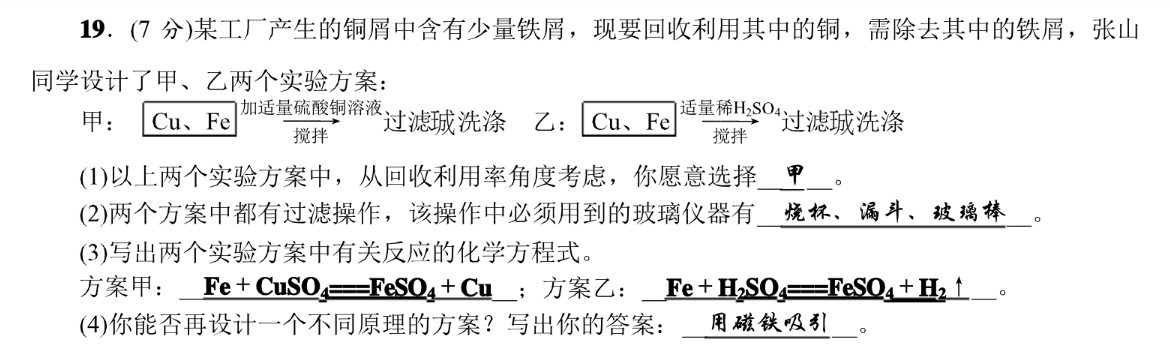 19. (7 分)某工厂产生的铜屑中含有少量铁屑，现要回收利用其中的铜，需除去其中的铁屑，张山
同学设计了甲、乙两个实验方案：
甲： Cu、Fe 加适量硫酸铜溶液 搅拌 过滤珬洗涤 乙： Cu、Fe 适量稀H₂SO₄ 搅拌 过滤珬洗涤
(1)以上两个实验方案中，从回收利用率角度考虑，你愿意选择 甲 。
(2)两个方案中都有过滤操作，该操作中必须用到的玻璃仪器有 烧杯、漏斗、玻璃棒 。
(3)写出两个实验方案中有关反应的化学方程式。
方案甲： Fe + CuSO₄===FeSO₄ + Cu ；方案乙： Fe + H₂SO₄===FeSO₄ + H₂↑ 。
(4)你能否再设计一个不同原理的方案？写出你的答案： 用磁铁吸引 。